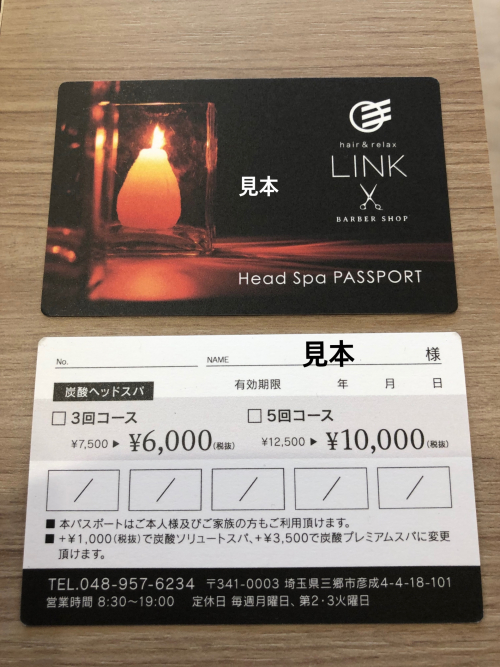 hair & relax
LINK
BARBER SHOP
見本
Head Spa PASSPORT
No.
NAME
見本
様
炭酸ヘッドスパ
有効期限 年 月 日
□3回コース
¥7,500 ▶ ¥6,000(税抜)
□5回コース
¥12,500 ▶ ¥10,000(税抜)
/ / / / /
■ 本パスポートはご本人様及びご家族の方もご利用頂けます。
■ +¥1,000(税抜)で炭酸ソリュートスパ、+¥3,500で炭酸プレミアムスパに変更
頂けます。
TEL.048-957-6234 〒341-0003 埼玉県三郷市彦成4-4-18-101
営業時間 8:30~19:00 定休日 毎週月曜日、第2・3火曜日